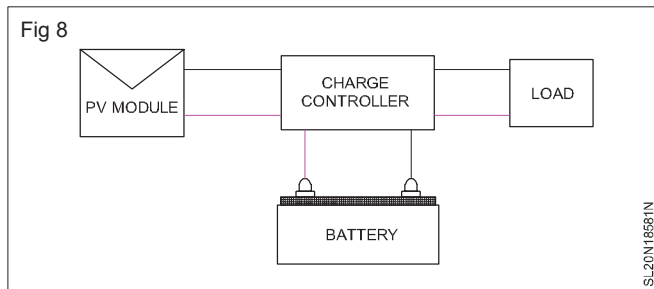 Fig 8
PV MODULE
CHARGE
CONTROLLER
LOAD
BATTERY
SL20N18581N